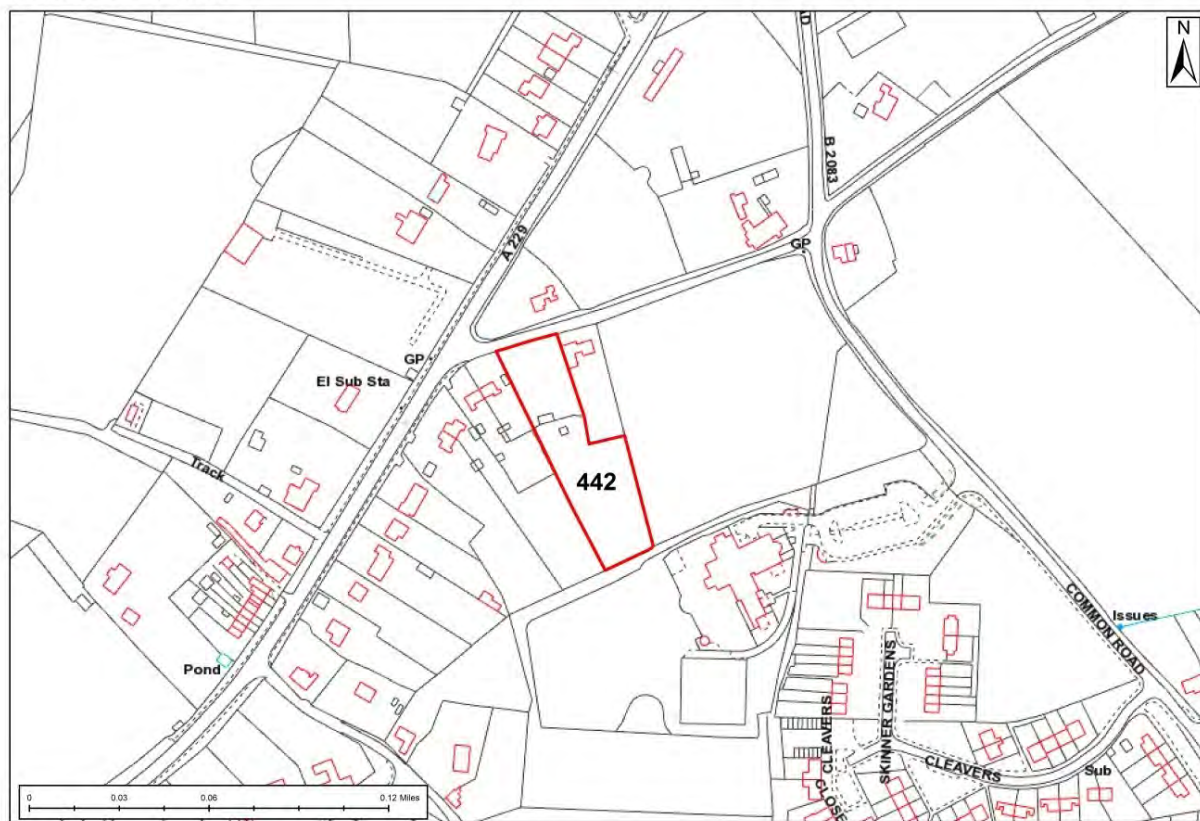 N
AD
B 2083
A 229
GP
GP
El Sub Sta
442
Track
COMMON ROAD
Issues
Pond
SKINNER GARDENS
CLEAVERS
CLEAVERS
CLOSE
Sub
0 0.03 0.06 0.12 Miles